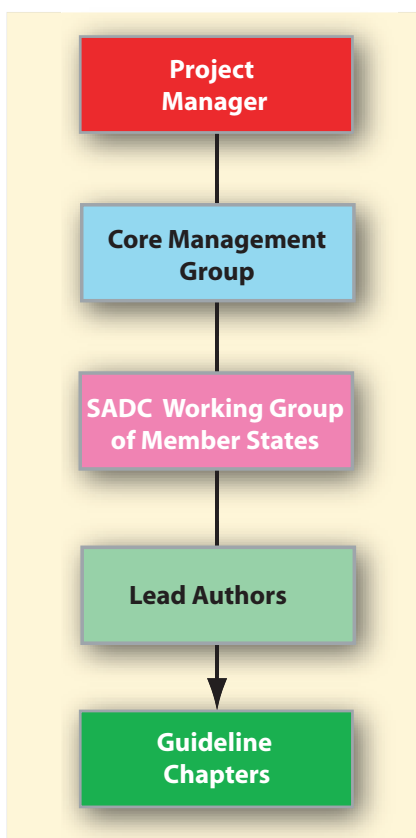 Project
Manager
Core Management
Group
SADC Working Group
of Member States
Lead Authors
Guideline
Chapters